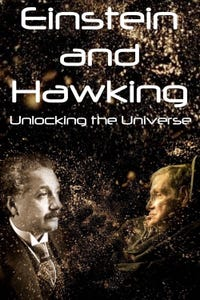 Einstein
and
Hawking
Unlocking the Universe